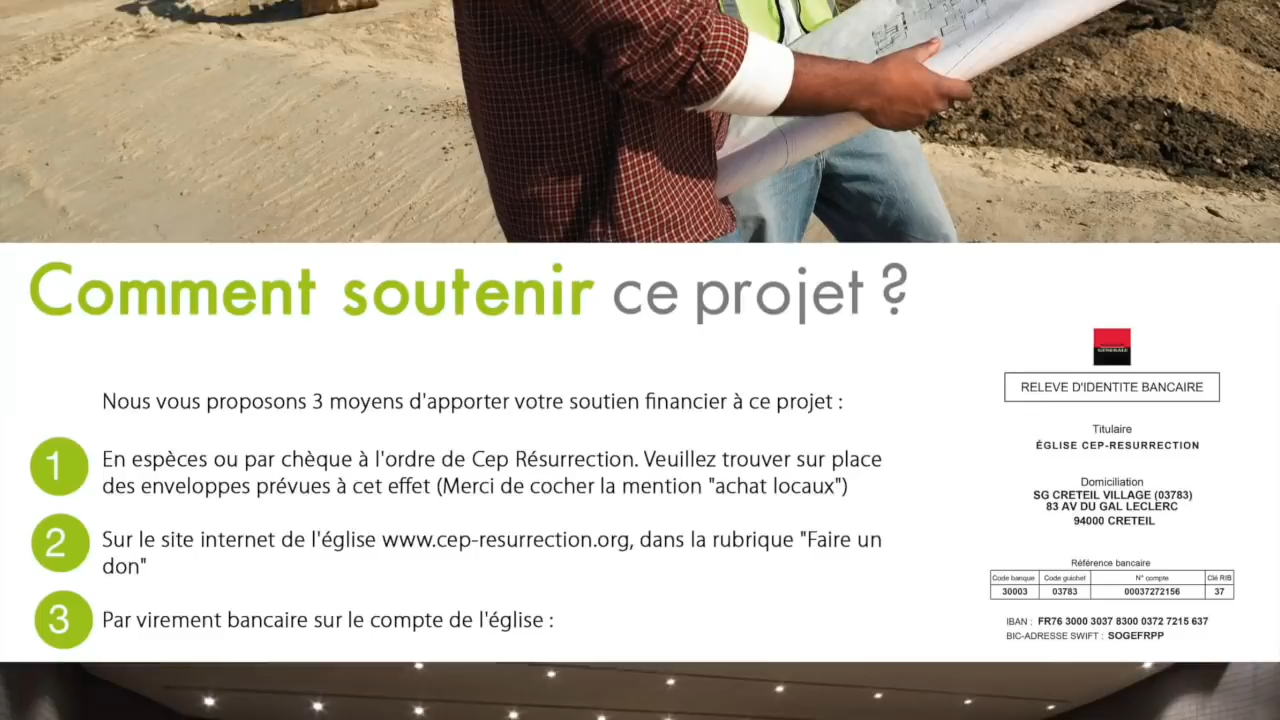 Comment soutenir ce projet ?
Nous vous proposons 3 moyens d'apporter votre soutien financier à ce projet :
1 En espèces ou par chèque à l'ordre de Cep Résurrection. Veuillez trouver sur place
des enveloppes prévues à cet effet (Merci de cocher la mention "achat locaux")
2 Sur le site internet de l'église www.cep-resurrection.org, dans la rubrique "Faire un
don"
3 Par virement bancaire sur le compte de l'église :
GENERALE
RELEVE D'IDENTITE BANCAIRE
Titulaire
ÉGLISE CEP-RESURRECTION
Domiciliation
SG CRETEIL VILLAGE (03783)
83 AV DU GAL LECLERC
94000 CRETEIL
Référence bancaire
Code banque Code guichet N° compte Clé RIB
30003 03783 00037272156 37
IBAN : FR76 3000 3037 8300 0372 7215 637
BIC-ADRESSE SWIFT : SOGEFRPP